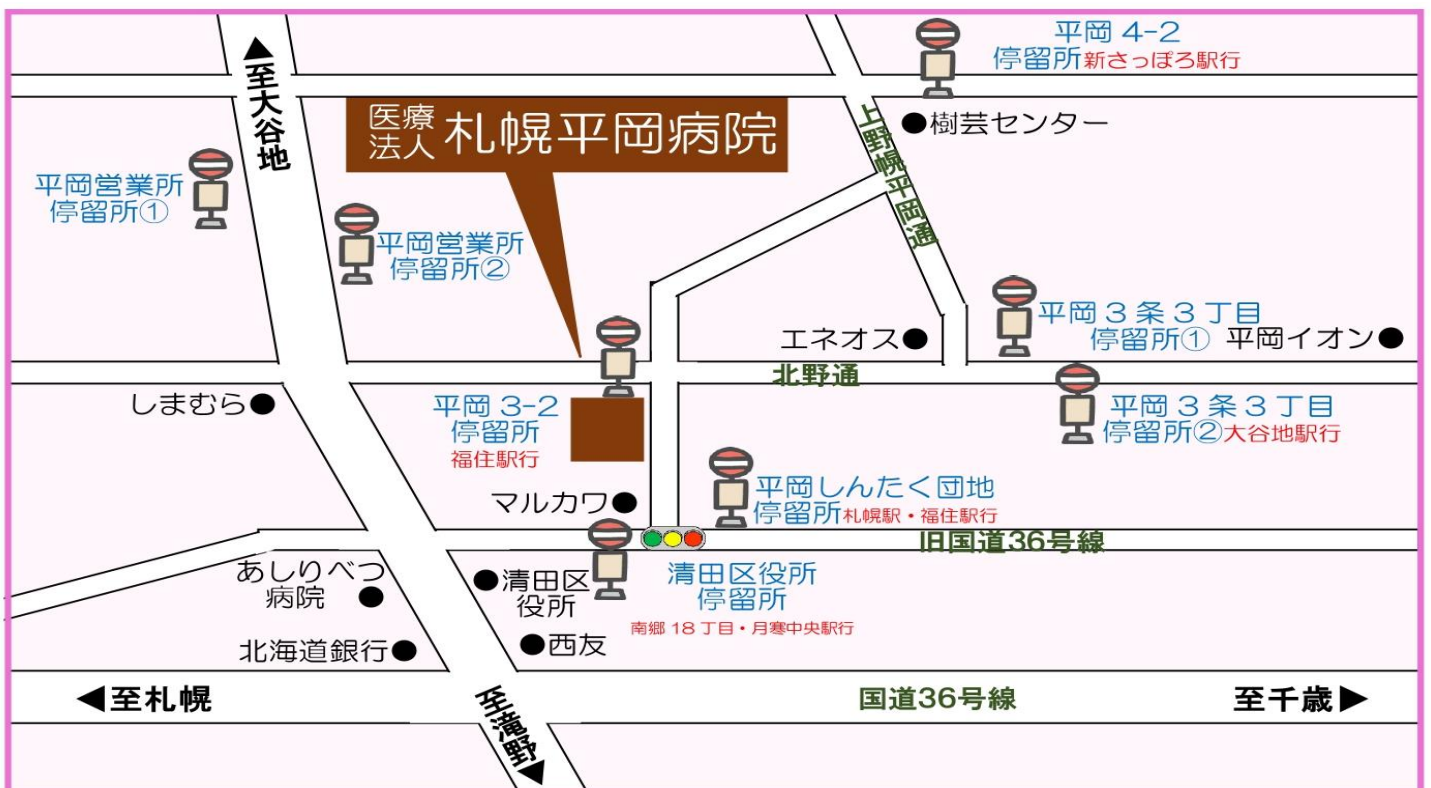 平岡 4-2
停留所新さっぽろ駅行
▲至大谷地
医療
法人
札幌平岡病院
上野幌平岡通
●樹芸センター
平岡営業所
停留所①
平岡営業所
停留所②
平岡3条3丁目
停留所①
エネオス●
平岡イオン●
北野通
しまむら●
平岡 3-2
停留所
福住駅行
平岡3条3丁目
停留所②大谷地駅行
マルカワ●
平岡しんたく団地
停留所札幌駅・福住駅行
旧国道36号線
あしりべつ
病院 ●
●清田区
役所
清田区役所
停留所
南郷18丁目・月寒中央駅行
北海道銀行●
●西友
◀至札幌
至滝野▼
国道36号線
至千歳▶